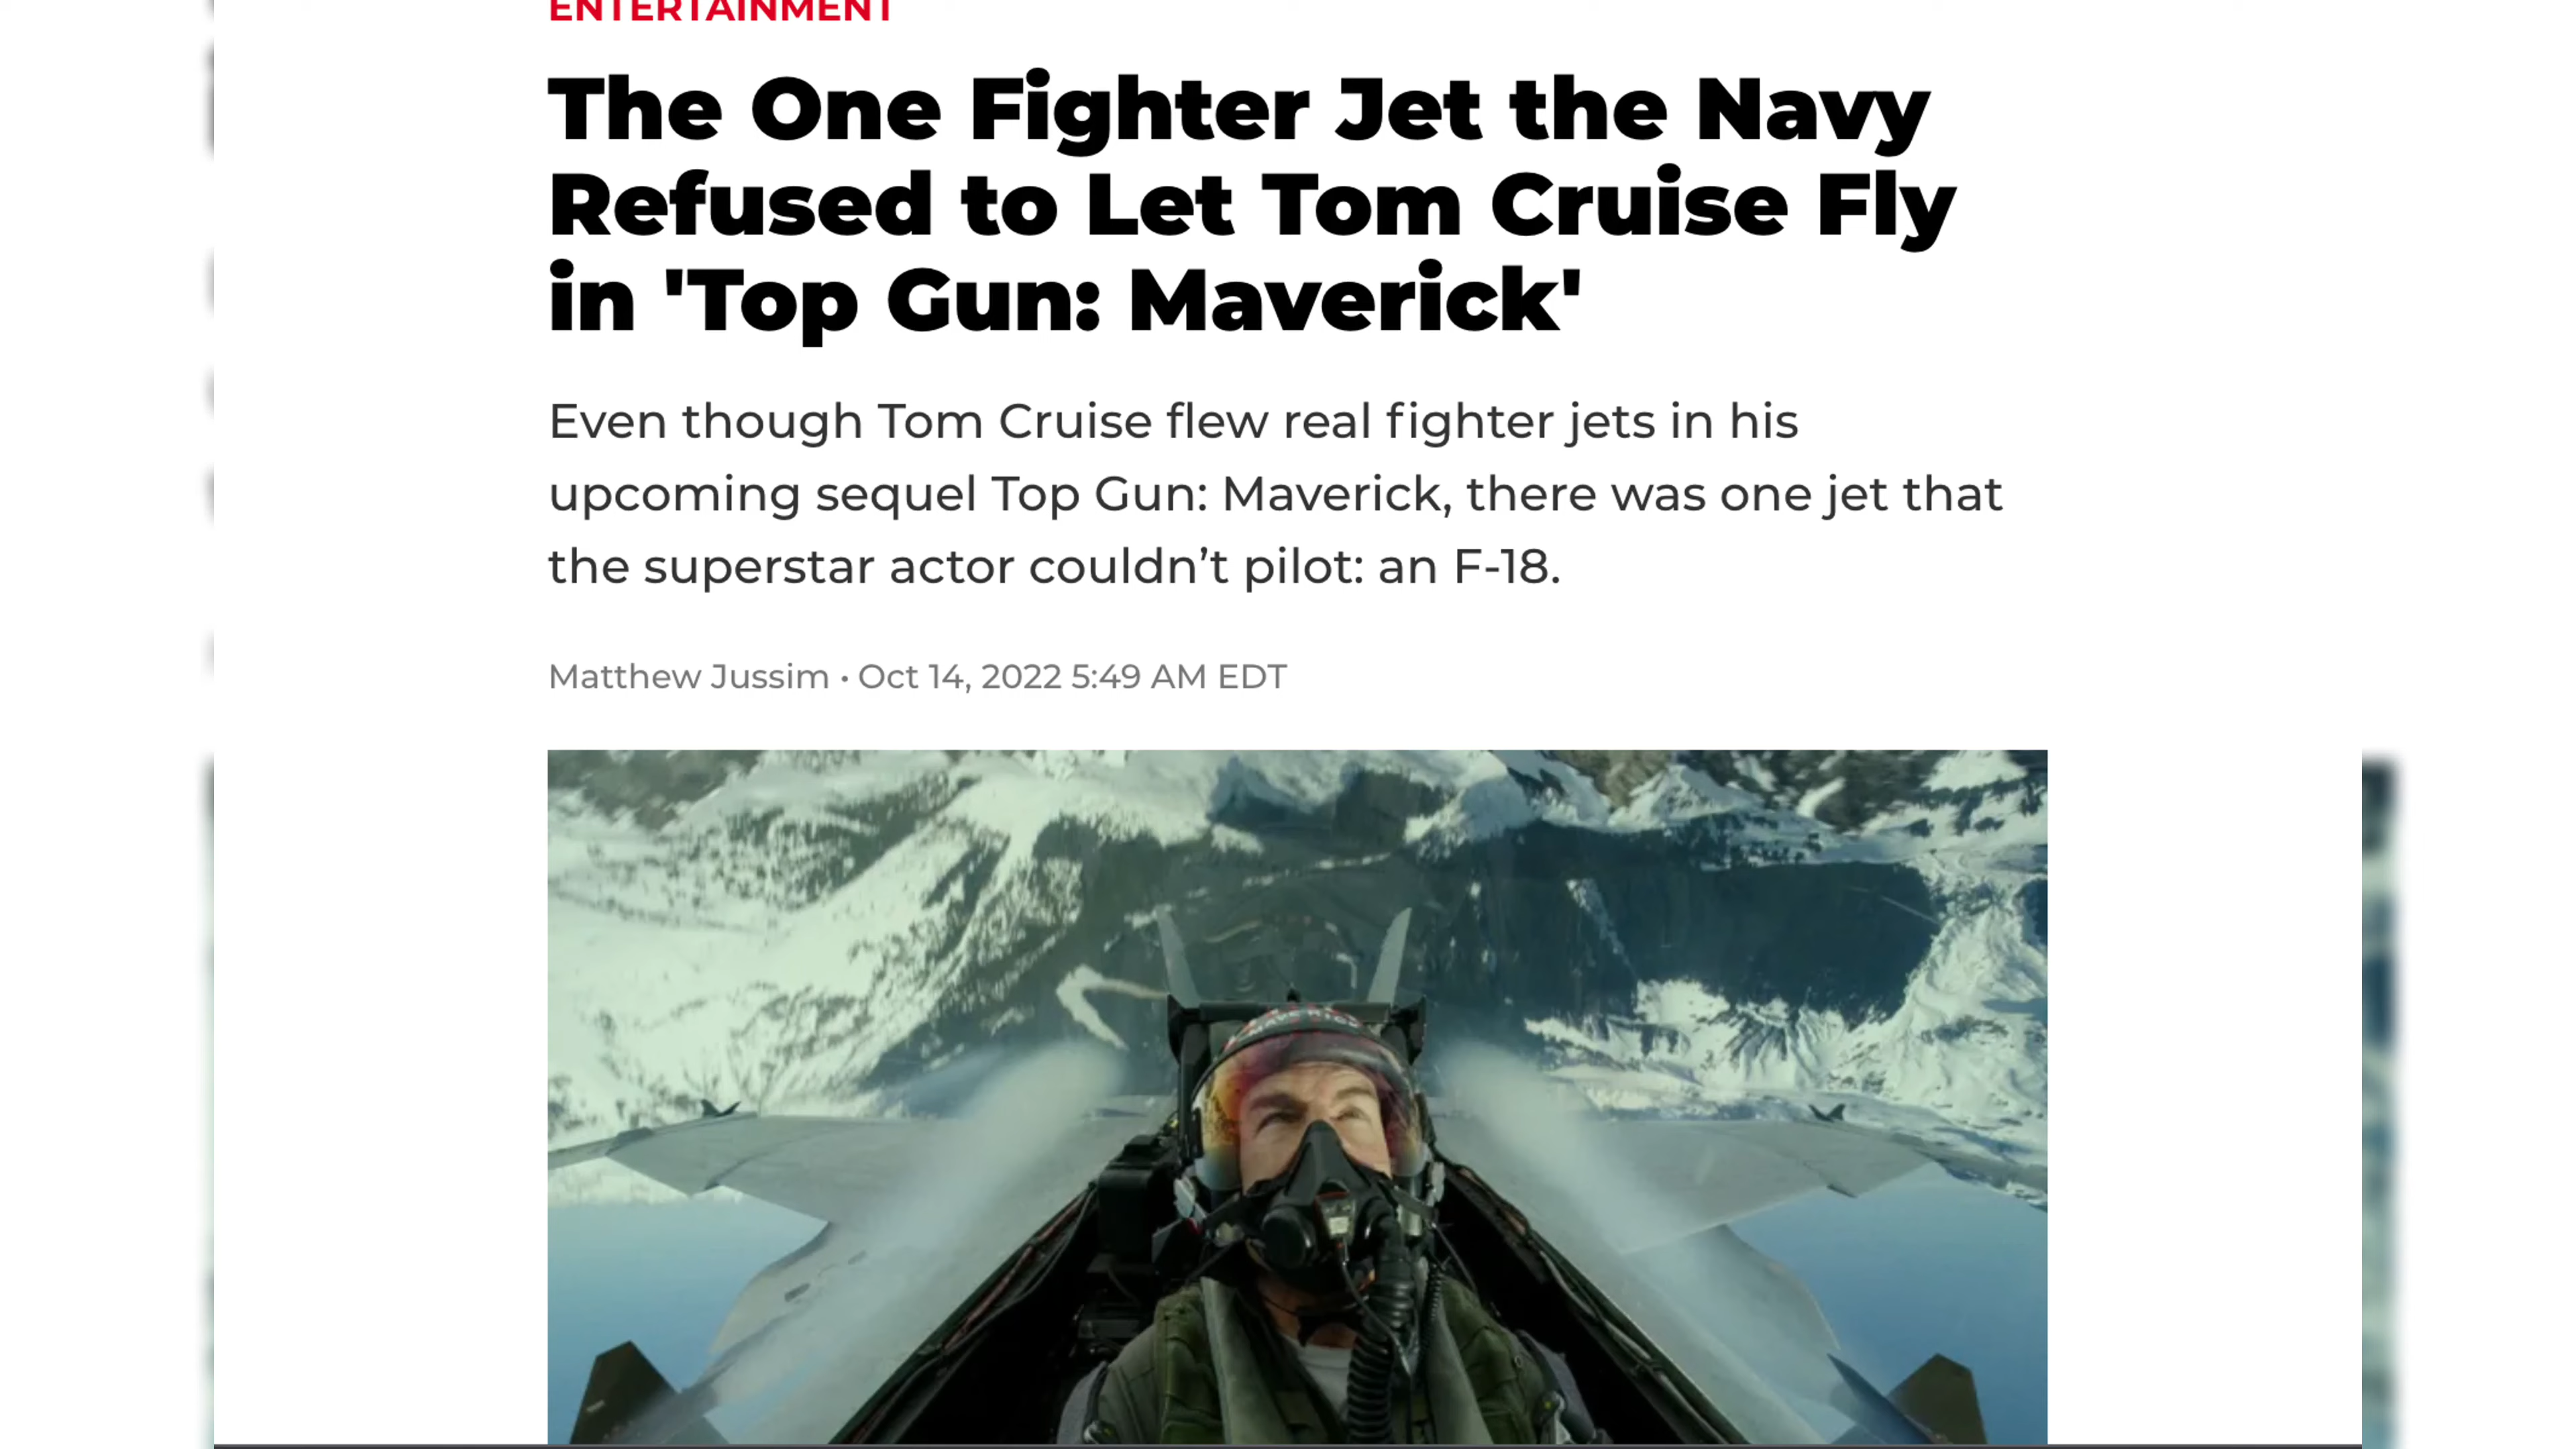 ENTERTAINMENT
The One Fighter Jet the Navy
Refused to Let Tom Cruise Fly
in 'Top Gun: Maverick'
Even though Tom Cruise flew real fighter jets in his
upcoming sequel Top Gun: Maverick, there was one jet that
the superstar actor couldn’t pilot: an F-18.
Matthew Jussim • Oct 14, 2022 5:49 AM EDT